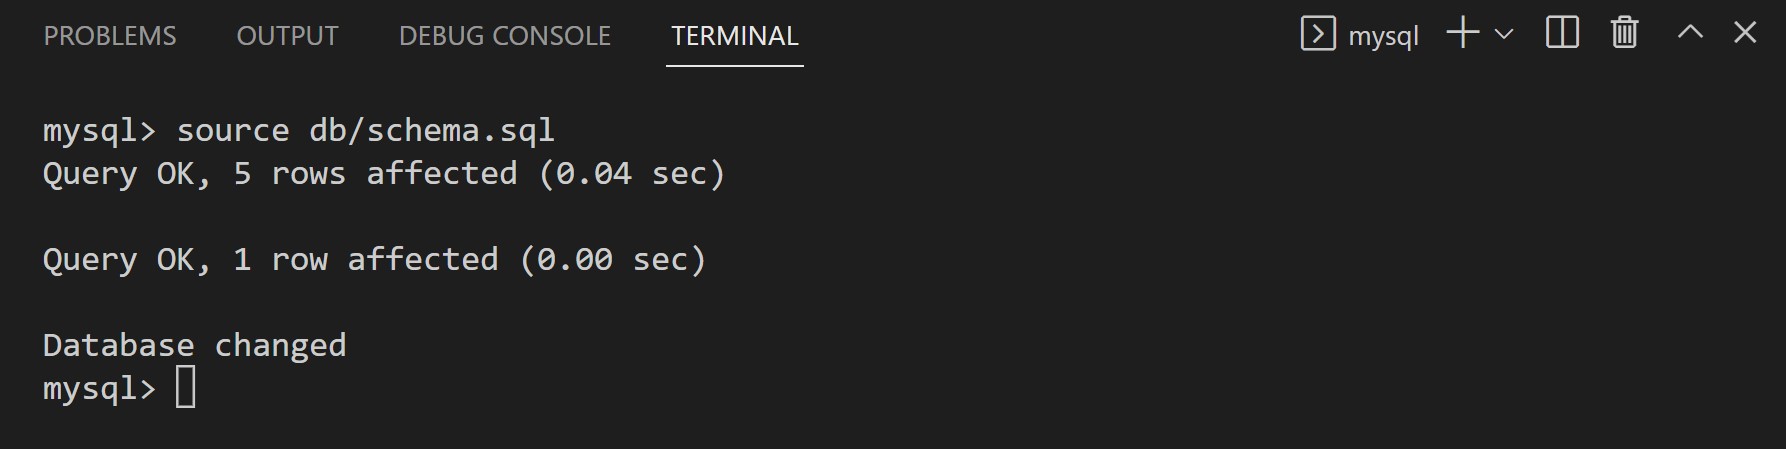 PROBLEMS OUTPUT DEBUG CONSOLE TERMINAL mysql
mysql> source db/schema.sql
Query OK, 5 rows affected (0.04 sec)
Query OK, 1 row affected (0.00 sec)
Database changed
mysql>